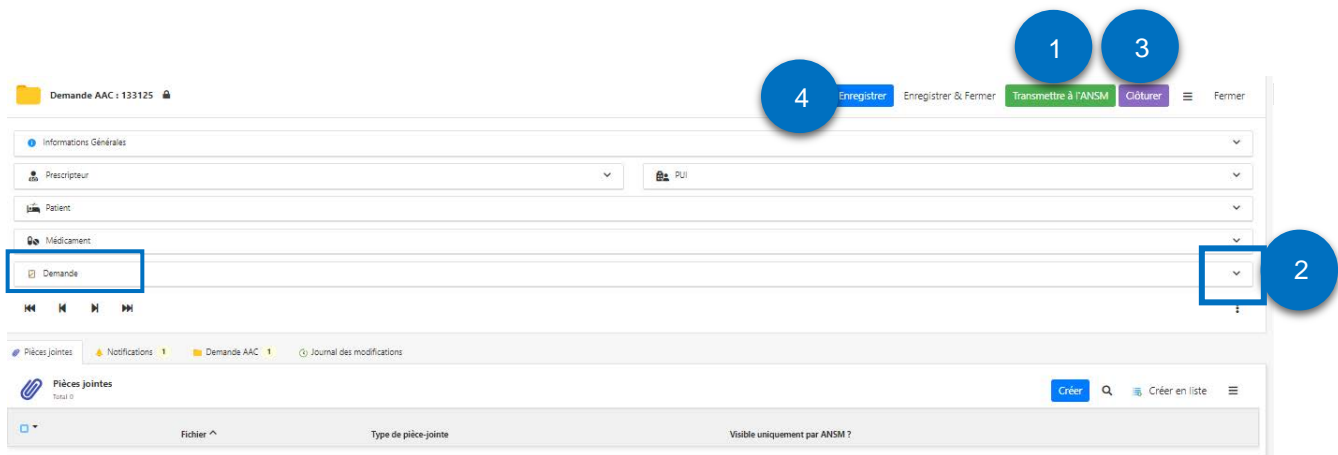 1
3
4
Demande AAC : 133125
Enregistrer Enregistrer & Fermer Transmettre à l'ANSM Clôturer Fermer
Informations Générales
Prescripteur PUI
Patient
Médicament
Demande
2
Pièces jointes Notifications 1 Demande AAC 1 Journal des modifications
Pièces jointes
Total 0
Créer Créer en liste
Fichier Type de pièce-jointe Visible uniquement par ANSM ?